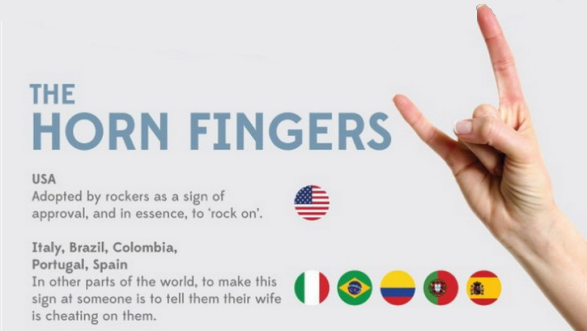 THE
HORN FINGERS
USA
Adopted by rockers as a sign of
approval, and in essence, to 'rock on'.
Italy, Brazil, Colombia,
Portugal, Spain
In other parts of the world, to make this
sign at someone is to tell them their wife
is cheating on them.